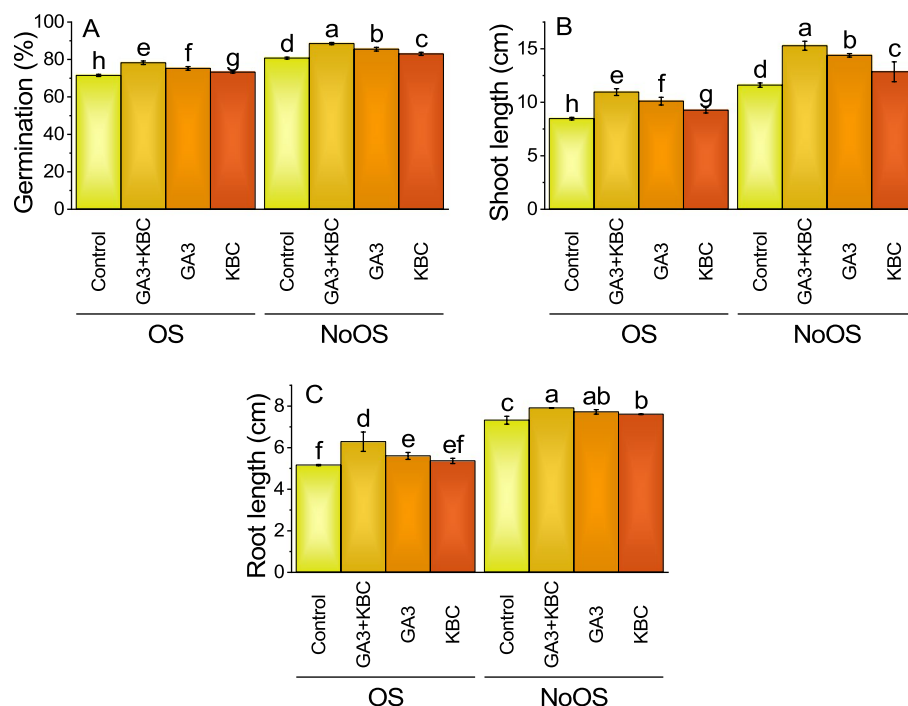 A
Germination (%)
100
80
60
40
20
0
h e f g d a b c
Control GA3+KBC GA3 KBC Control GA3+KBC GA3 KBC
OS NoOS
B
Shoot length (cm)
15
10
5
0
h e f g d a b c
Control GA3+KBC GA3 KBC Control GA3+KBC GA3 KBC
OS NoOS
C
Root length (cm)
8
6
4
2
0
f d e ef c a ab b
Control GA3+KBC GA3 KBC Control GA3+KBC GA3 KBC
OS NoOS